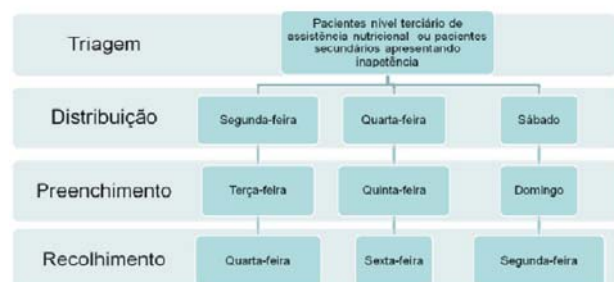 Triagem
Pacientes nível terciário de
assistência nutricional ou pacientes
secundários apresentando
inapetência
Distribuição
Segunda-feira
Quarta-feira
Sábado
Preenchimento
Terça-feira
Quinta-feira
Domingo
Recolhimento
Quarta-feira
Sexta-feira
Segunda-feira